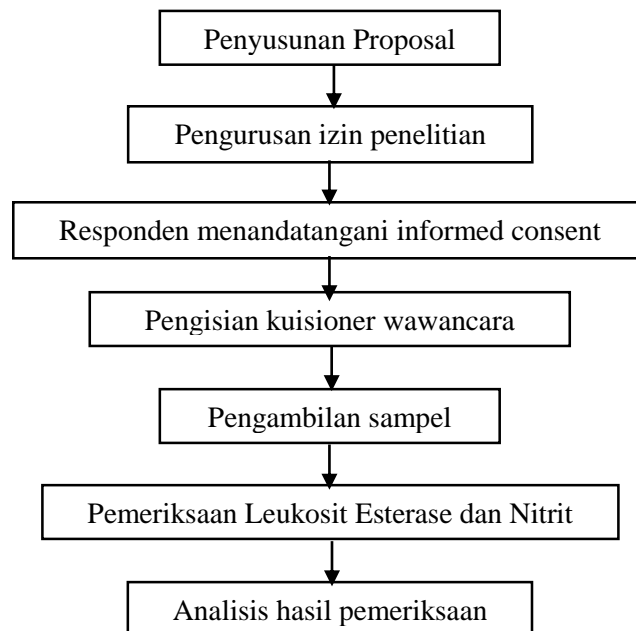 Penyusunan Proposal
Pengurusan izin penelitian
Responden menandatangani informed consent
Pengisian kuisioner wawancara
Pengambilan sampel
Pemeriksaan Leukosit Esterase dan Nitrit
Analisis hasil pemeriksaan